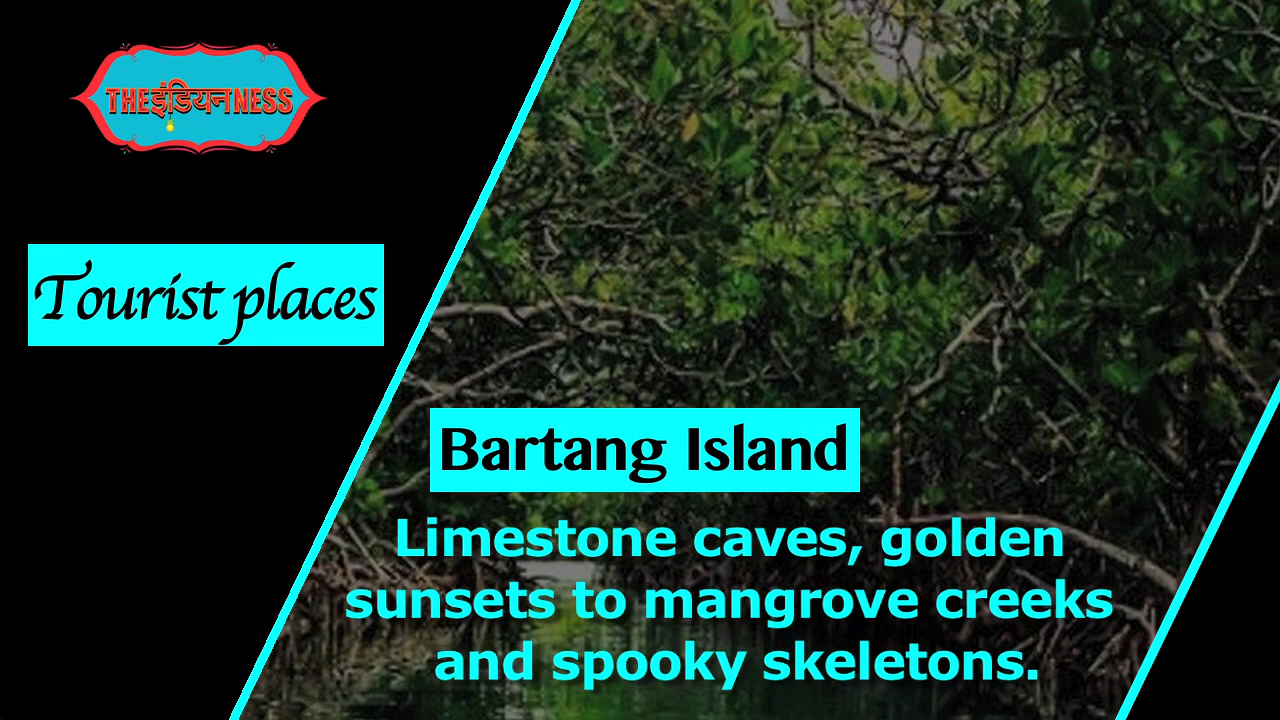 THEइंडियनNESS
Tourist places
Bartang Island
Limestone caves, golden
sunsets to mangrove creeks
and spooky skeletons.